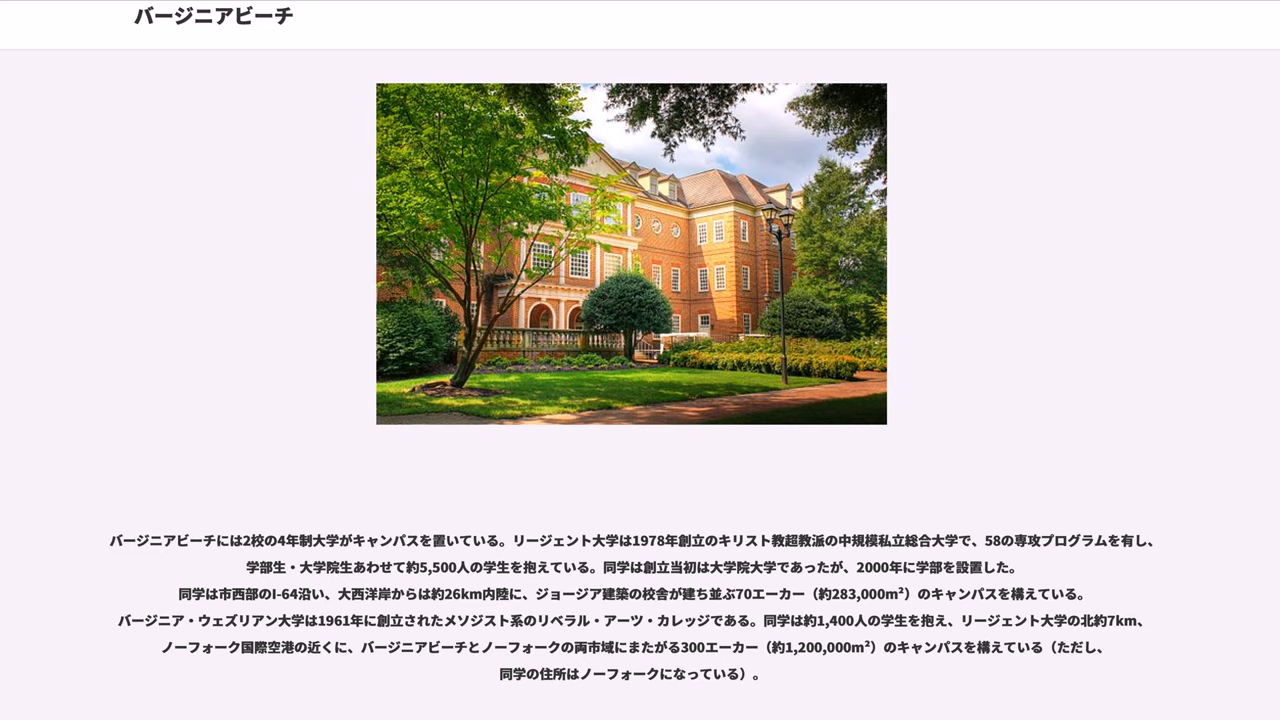 バージニアビーチ
バージニアビーチには2校の4年制大学がキャンパスを置いている。リージェント大学は1978年創立のキリスト教超教派の中規模私立総合大学で、58の専攻プログラムを有し、
学部生・大学院生あわせて約5,500人の学生を抱えている。同学は創立当初は大学院大学であったが、2000年に学部を設置した。
同学は市西部のI-64沿い、大西洋岸からは約26km内陸に、ジョージア建築の校舎が建ち並ぶ70エーカー（約283,000m²）のキャンパスを構えている。
バージニア・ウェズリアン大学は1961年に創立されたメソジスト系のリベラル・アーツ・カレッジである。同学は約1,400人の学生を抱え、リージェント大学の北約7km、
ノーフォーク国際空港の近くに、バージニアビーチとノーフォークの両市域にまたがる300エーカー（約1,200,000m²）のキャンパスを構えている（ただし、
同学の住所はノーフォークになっている）。